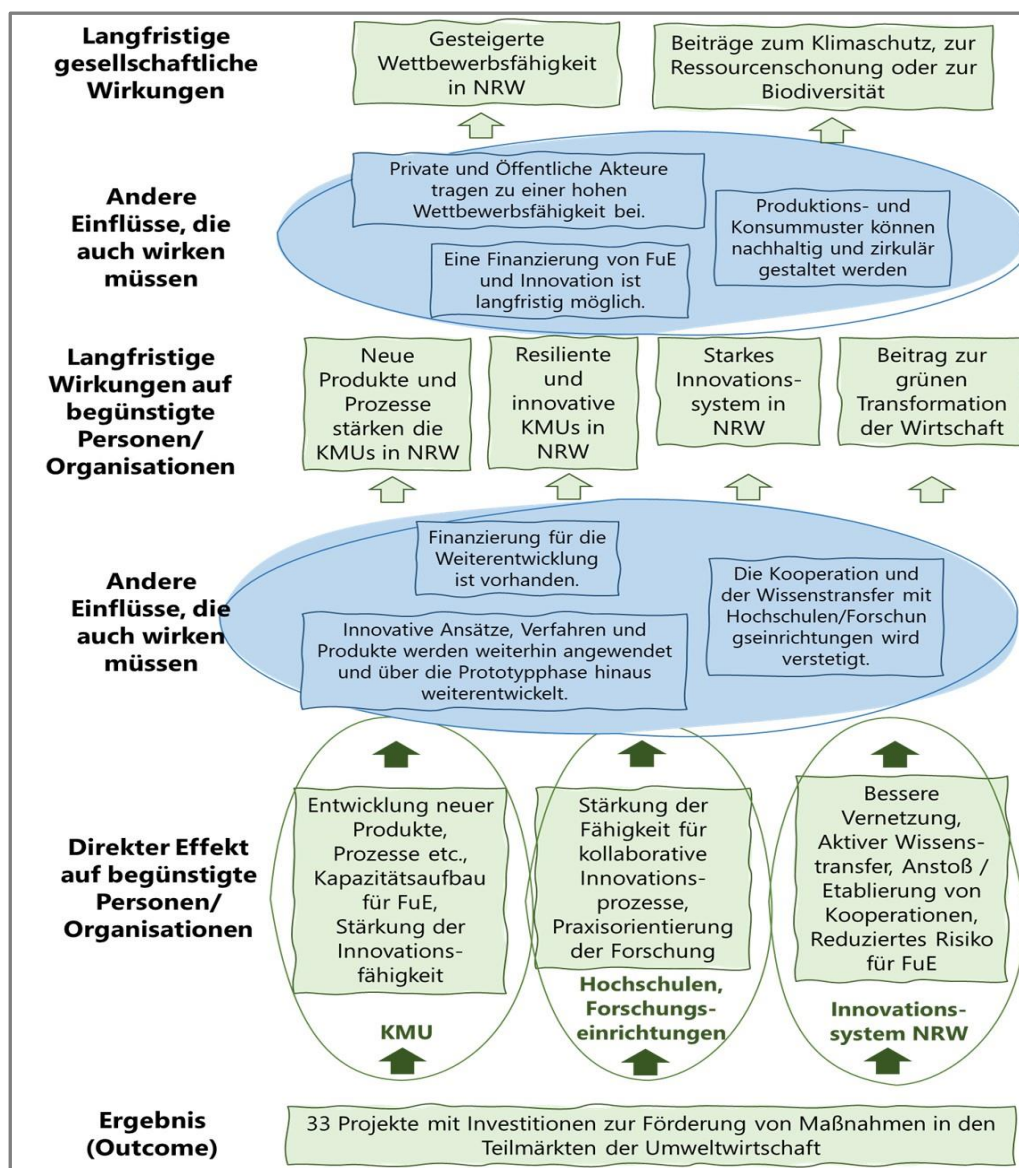 Langfristige
gesellschaftliche
Wirkungen
Gesteigerte
Wettbewerbsfähigkeit
in NRW
Beiträge zum Klimaschutz, zur
Ressourcenschonung oder zur
Biodiversität
Andere
Einflüsse, die
auch wirken
müssen
Private und Öffentliche Akteure
tragen zu einer hohen
Wettbewerbsfähigkeit bei.
Eine Finanzierung von FuE
und Innovation ist
langfristig möglich.
Produktions- und
Konsummuster können
nachhaltig und zirkulär
gestaltet werden
Langfristige
Wirkungen auf
begünstigte
Personen/
Organisationen
Neue
Produkte und
Prozesse
stärken die
KMUs in NRW
Resiliente
und
innovative
KMUs in
NRW
Starkes
Innovations-
system in
NRW
Beitrag zur
grünen
Transformation
der Wirtschaft
Andere
Einflüsse, die
auch wirken
müssen
Finanzierung für die
Weiterentwicklung
ist vorhanden.
Innovative Ansätze, Verfahren und
Produkte werden weiterhin angewendet
und über die Prototypphase hinaus
weiterentwickelt.
Die Kooperation und
der Wissenstransfer mit
Hochschulen/Forschun
gseinrichtungen wird
verstetigt.
Direkter Effekt
auf begünstigte
Personen/
Organisationen
Entwicklung neuer
Produkte,
Prozesse etc.,
Kapazitätsaufbau
für FuE,
Stärkung der
Innovations-
fähigkeit
KMU
Stärkung der
Fähigkeit für
kollaborative
Innovations-
prozesse,
Praxisorientierung
der Forschung
Hochschulen,
Forschungs-
einrichtungen
Bessere
Vernetzung,
Aktiver Wissens-
transfer, Anstoß /
Etablierung von
Kooperationen,
Reduziertes Risiko
für FuE
Innovations-
system NRW
Ergebnis
(Outcome)
33 Projekte mit Investitionen zur Förderung von Maßnahmen in den
Teilmärkten der Umweltwirtschaft